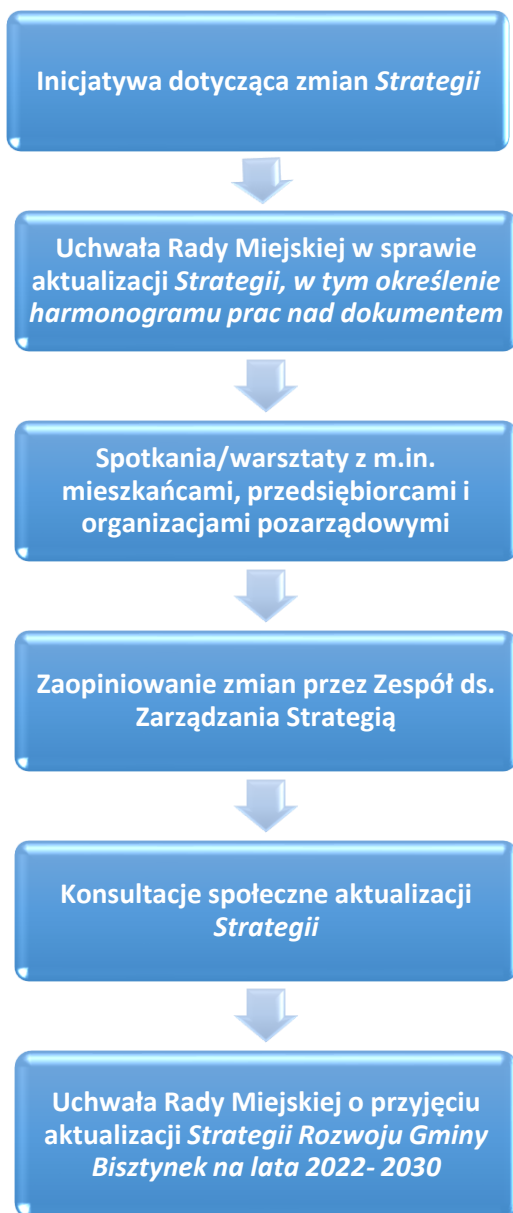 Inicjatywa dotycząca zmian Strategii
Uchwała Rady Miejskiej w sprawie
aktualizacji Strategii, w tym określenie
harmonogramu prac nad dokumentem
Spotkania/warsztaty z m.in.
mieszkańcami, przedsiębiorcami i
organizacjami pozarządowymi
Zaopiniowanie zmian przez Zespół ds.
Zarządzania Strategią
Konsultacje społeczne aktualizacji
Strategii
Uchwała Rady Miejskiej o przyjęciu
aktualizacji Strategii Rozwoju Gminy
Bisztynek na lata 2022- 2030